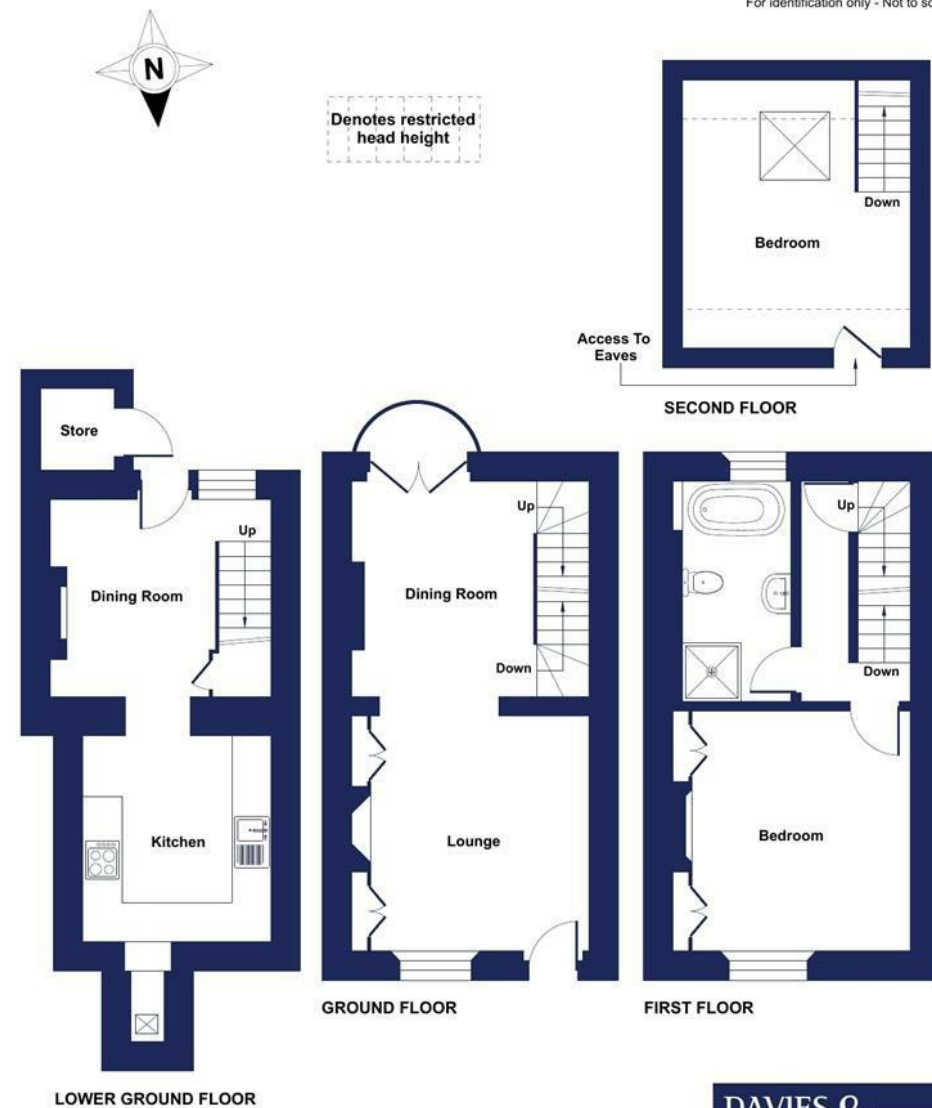 For identification only - Not to
N
Denotes restricted
head height
Down
Bedroom
Access To
Eaves
SECOND FLOOR
Store
Up
Dining Room
Kitchen
LOWER GROUND FLOOR
Up
Dining Room
Down
Lounge
GROUND FLOOR
Up
Down
Bedroom
FIRST FLOOR
DAVIES &